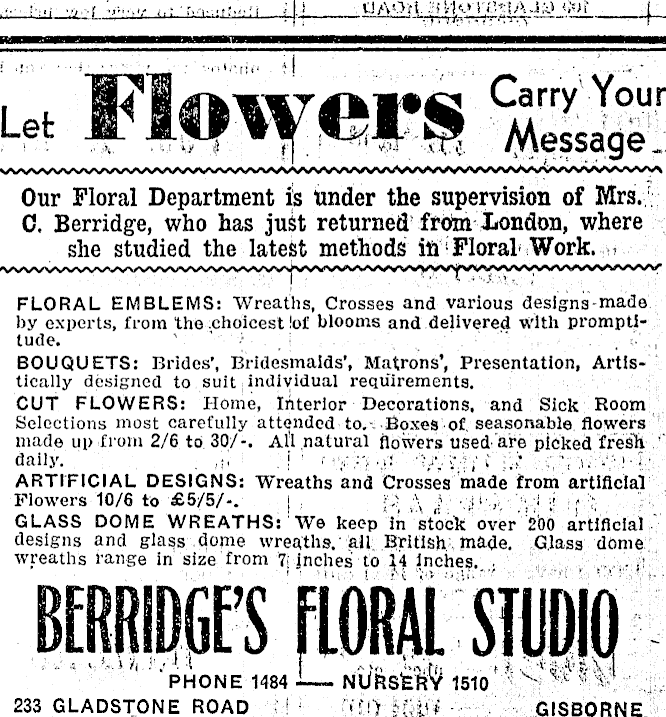 Let Flowers Carry Your Message
Our Floral Department is under the supervision of Mrs.
C. Berridge, who has just returned from London, where
she studied the latest methods in Floral Work.
FLORAL EMBLEMS: Wreaths, Crosses and various designs made
by experts, from the choicest of blooms and delivered with prompti-
tude.
BOUQUETS: Brides', Bridesmaids', Matrons', Presentation, Artis-
tically designed to suit individual requirements.
CUT FLOWERS: Home, Interior Decorations, and Sick Room
Selections most carefully attended to. Boxes of seasonable flowers
made up from 2/6 to 30/-. All natural flowers used are picked fresh
daily.
ARTIFICIAL DESIGNS: Wreaths and Crosses made from artificial
Flowers 10/6 to £5/5/-.
GLASS DOME WREATHS: We keep in stock over 200 artificial
designs and glass dome wreaths, all British made. Glass dome
wreaths range in size from 7 inches to 14 inches.
BERRIDGE'S FLORAL STUDIO
PHONE 1484 — NURSERY 1510
233 GLADSTONE ROAD GISBORNE